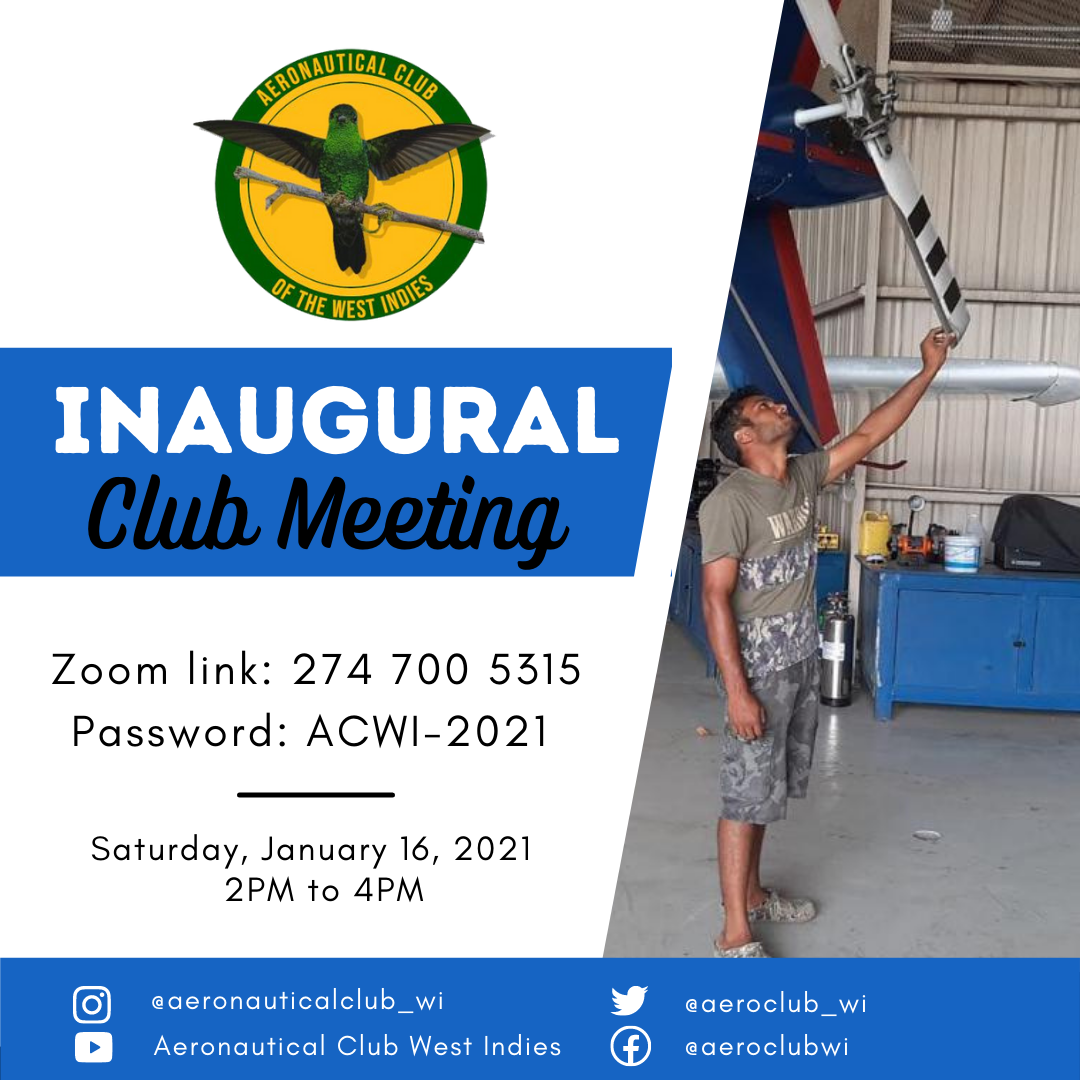 AERONAUTICAL CLUB
OF THE WEST INDIES
INAUGURAL
Club Meeting
Zoom link: 274 700 5315
Password: ACWI-2021
Saturday, January 16, 2021
2PM to 4PM
@aeronauticalclub_wi
@aeroclub_wi
Aeronautical Club West Indies
@aeroclubwi